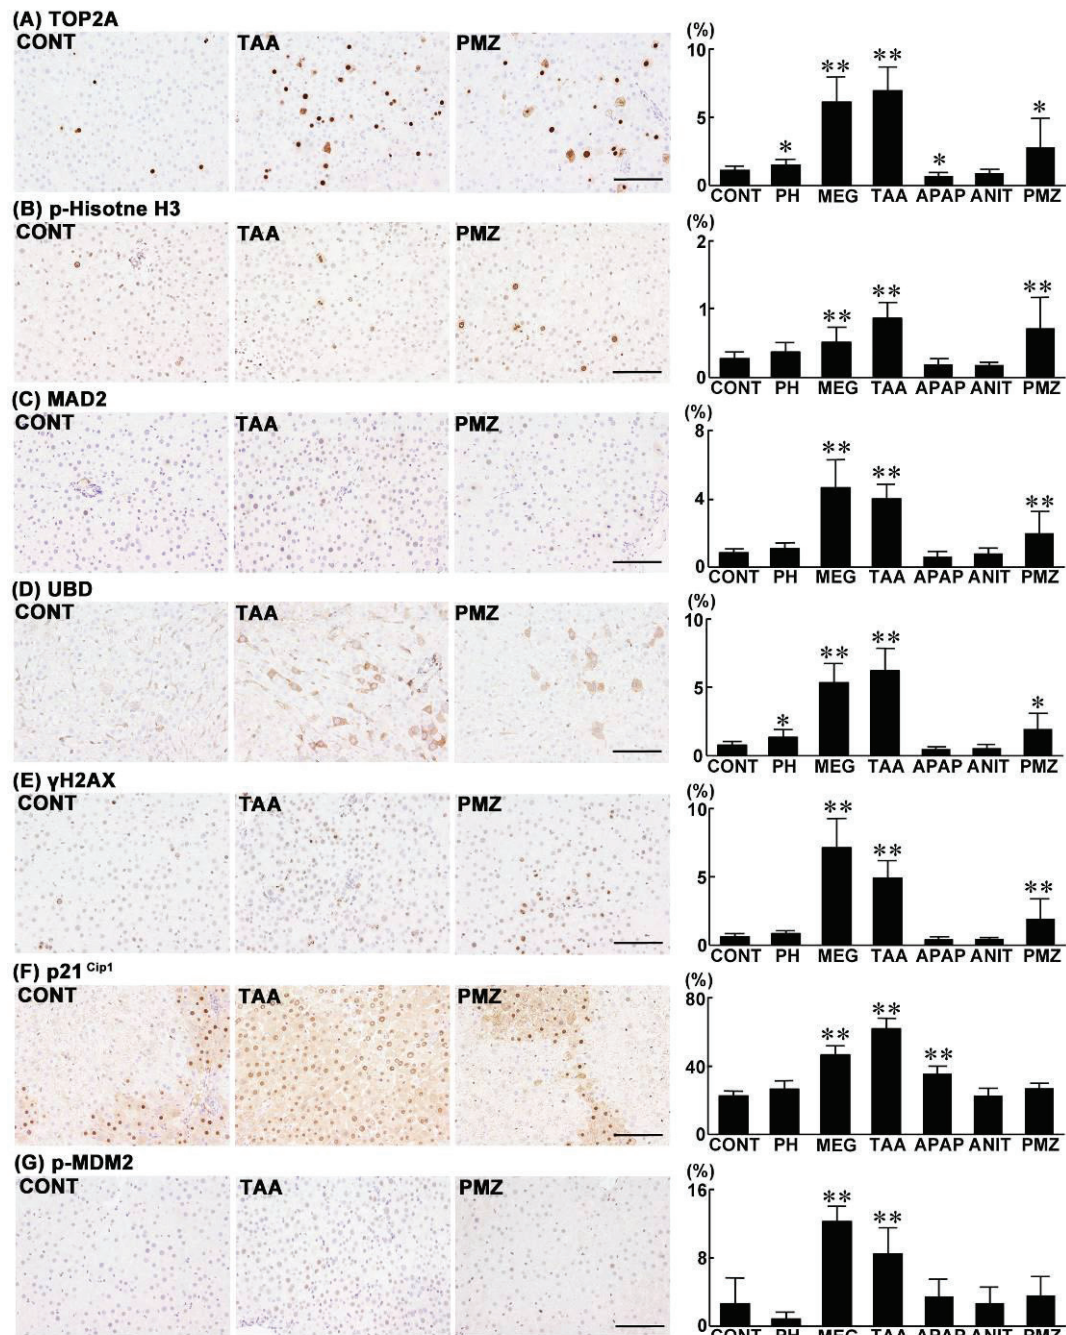 (A) TOP2A
CONT TAA PMZ
(%)
10
5
0
** ** * * *
CONT PH MEG TAA APAP ANIT PMZ
(B) p-Hisotne H3
CONT TAA PMZ
(%)
2
1
0
** ** **
CONT PH MEG TAA APAP ANIT PMZ
(C) MAD2
CONT TAA PMZ
(%)
8
4
0
** ** **
CONT PH MEG TAA APAP ANIT PMZ
(D) UBD
CONT TAA PMZ
(%)
10
5
0
* ** ** *
CONT PH MEG TAA APAP ANIT PMZ
(E) γH2AX
CONT TAA PMZ
(%)
10
5
0
** ** **
CONT PH MEG TAA APAP ANIT PMZ
(F) p21 Cip1
CONT TAA PMZ
(%)
80
40
0
** ** **
CONT PH MEG TAA APAP ANIT PMZ
(G) p-MDM2
CONT TAA PMZ
(%)
16
8
0
** **
CONT PH MEG TAA APAP ANIT PMZ